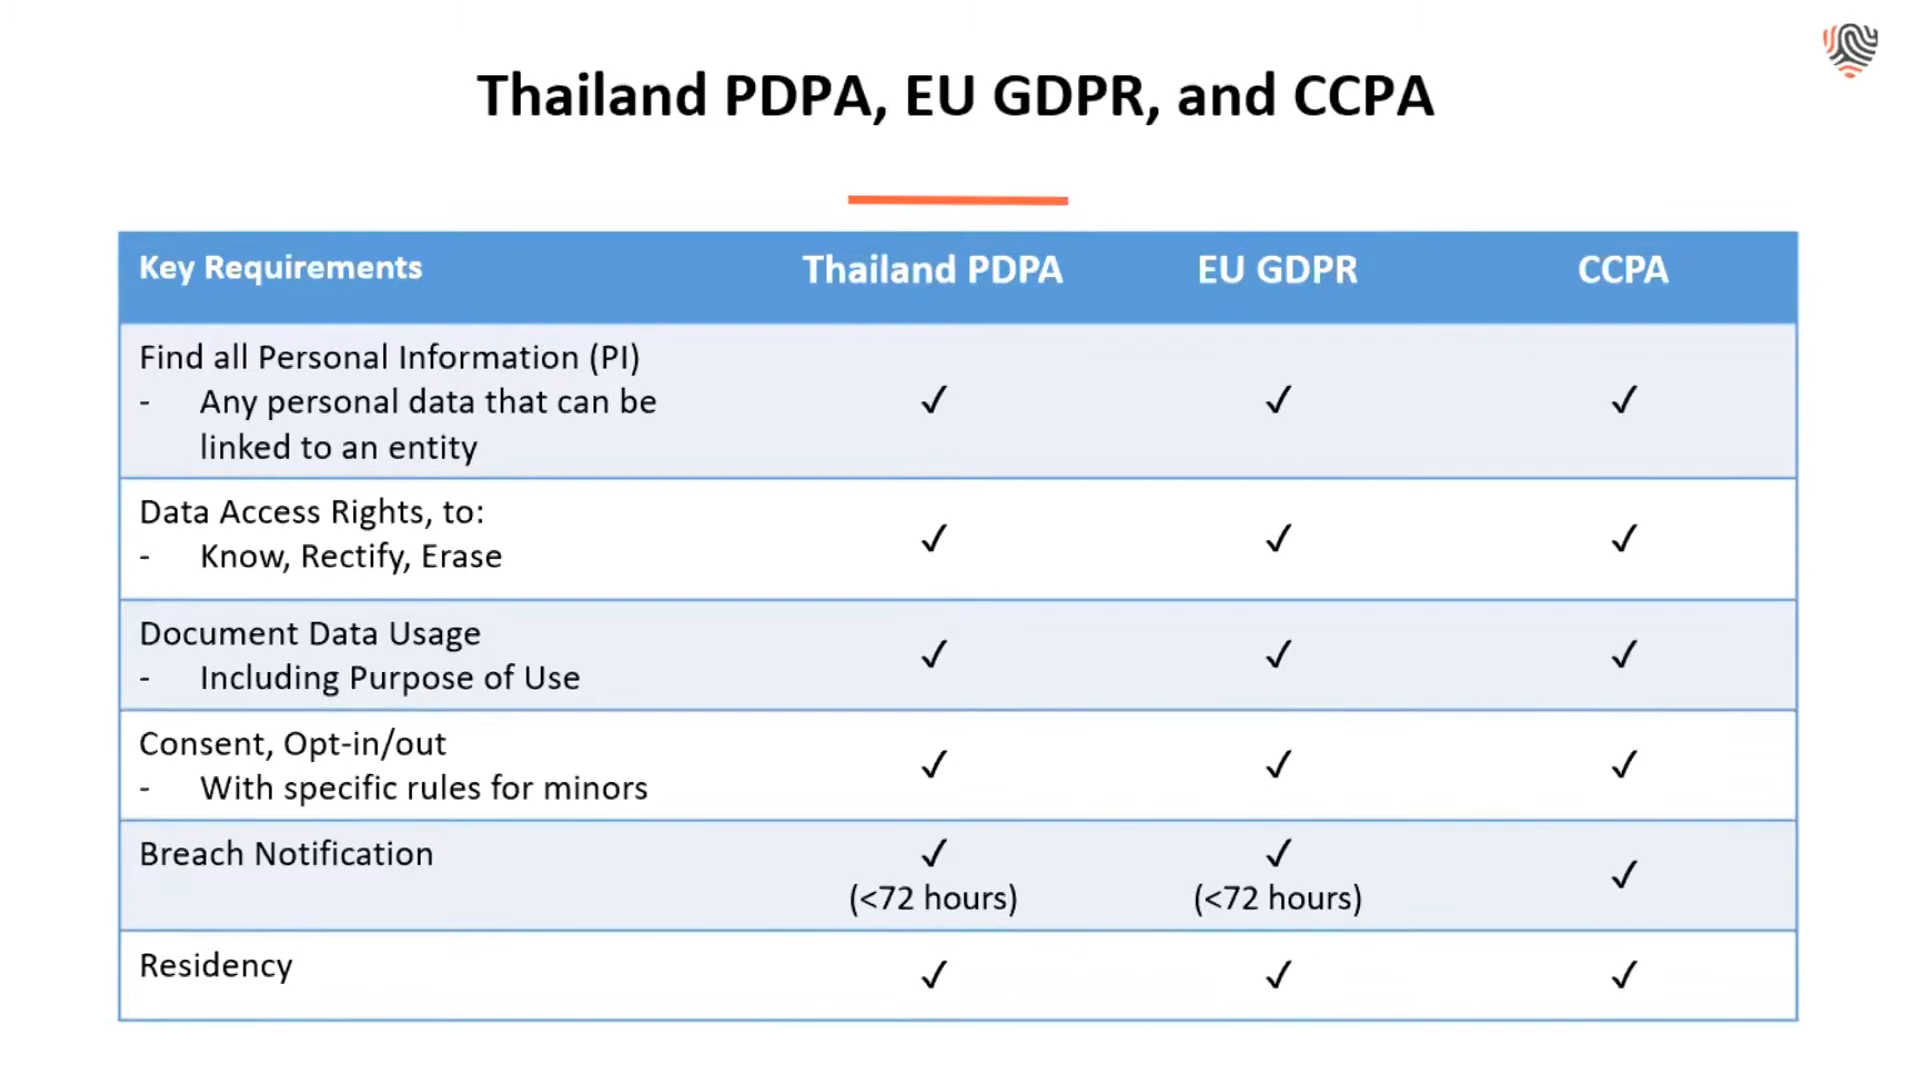 Thailand PDPA, EU GDPR, and CCPA
Key Requirements Thailand PDPA EU GDPR CCPA
Find all Personal Information (PI)
- Any personal data that can be
linked to an entity
✓ ✓ ✓
Data Access Rights, to:
- Know, Rectify, Erase
✓ ✓ ✓
Document Data Usage
- Including Purpose of Use
✓ ✓ ✓
Consent, Opt-in/out
- With specific rules for minors
✓ ✓ ✓
Breach Notification ✓ ✓ ✓
(<72 hours) (<72 hours)
Residency ✓ ✓ ✓